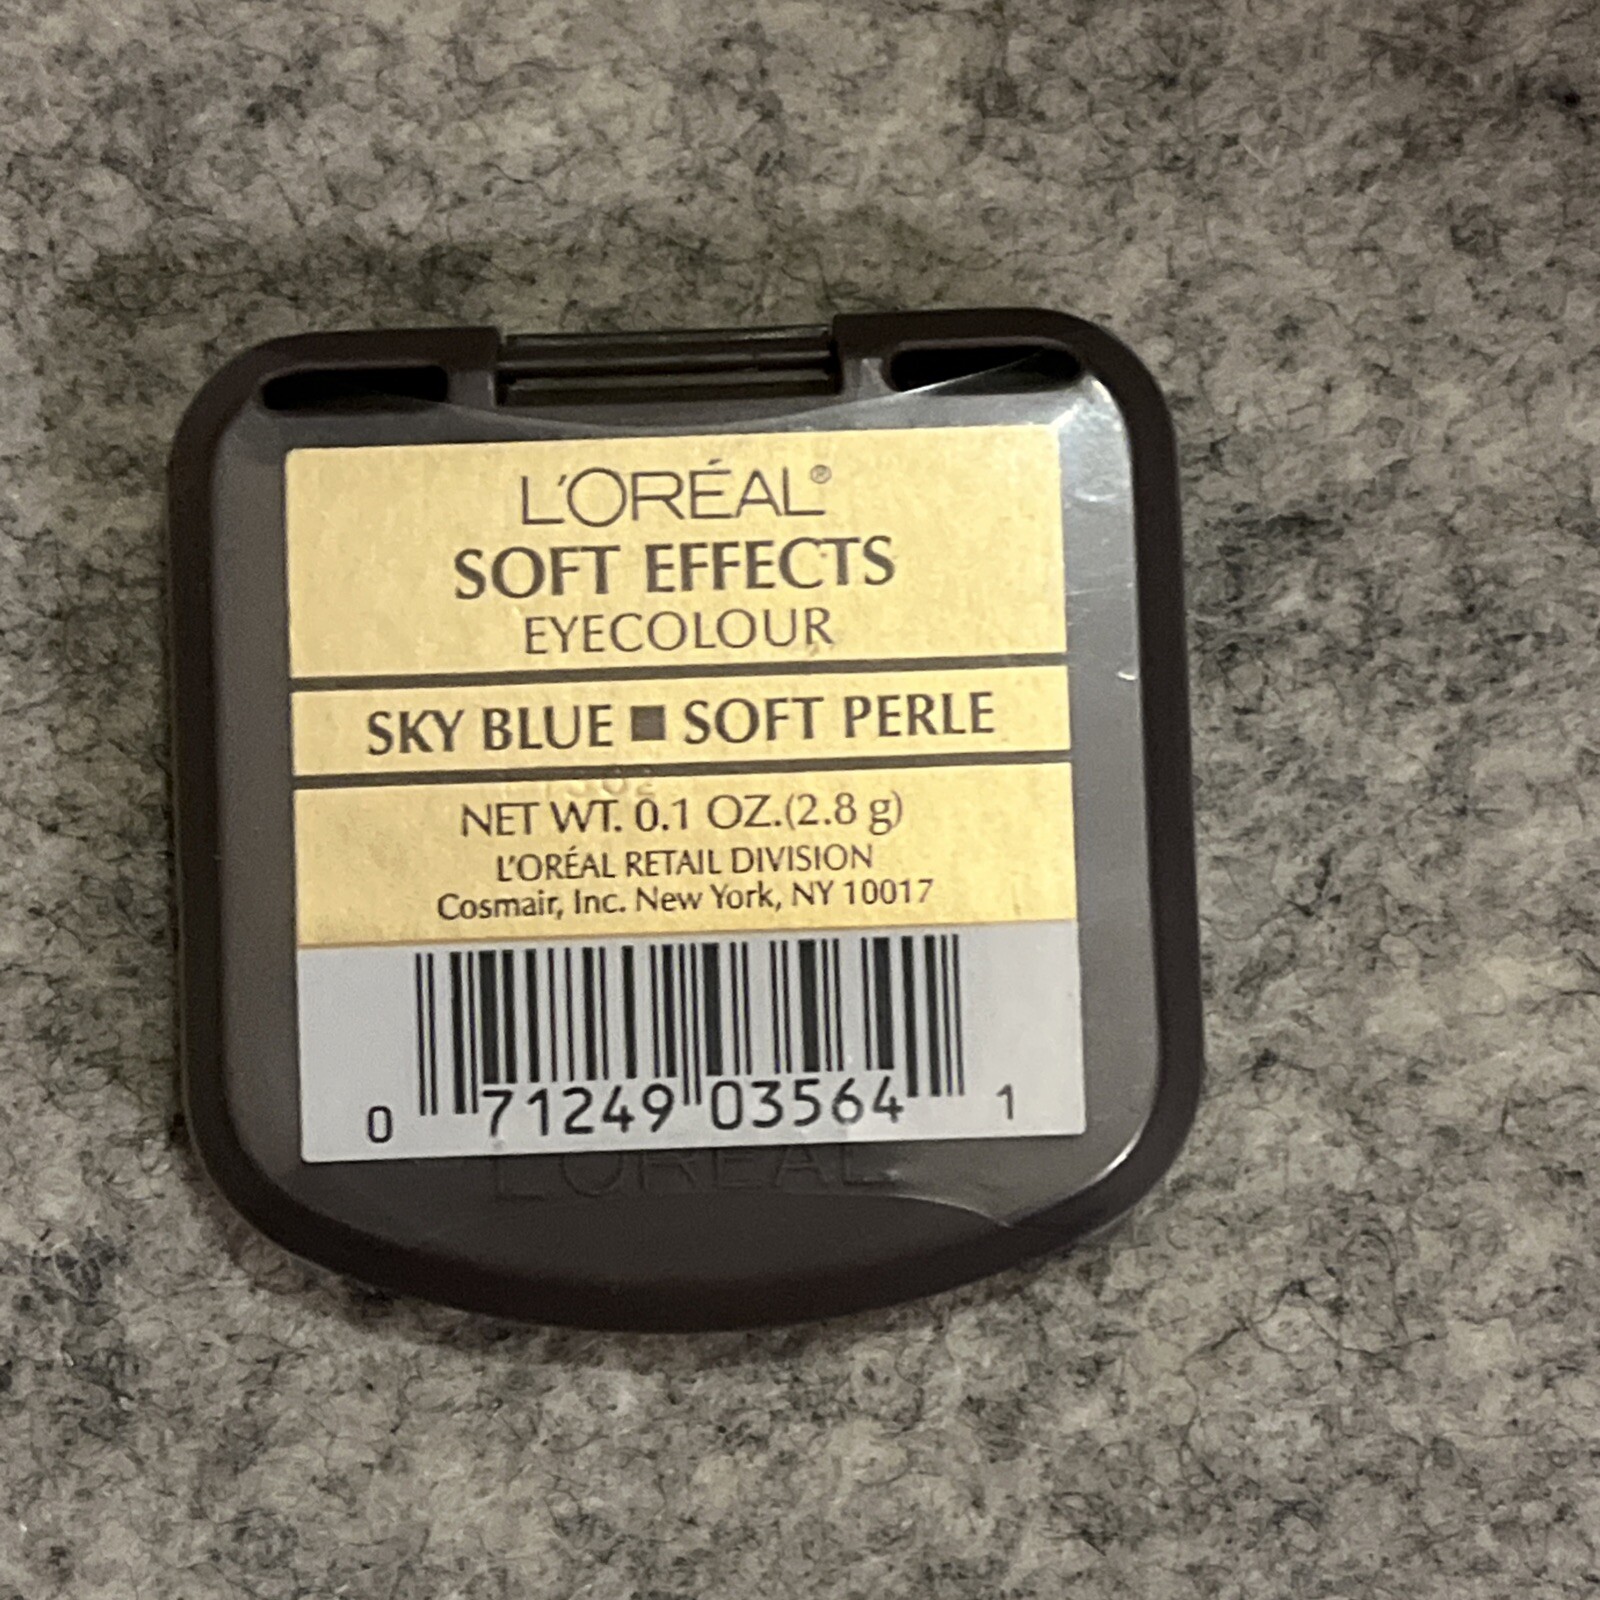 L'ORÉAL®
SOFT EFFECTS
EYECOLOUR
SKY BLUE ■ SOFT PERLE
NET WT. 0.1 OZ.(2.8 g)
L'ORÉAL RETAIL DIVISION
Cosmair, Inc. New York, NY 10017
0 71249 03564 1
L'ORÉAL